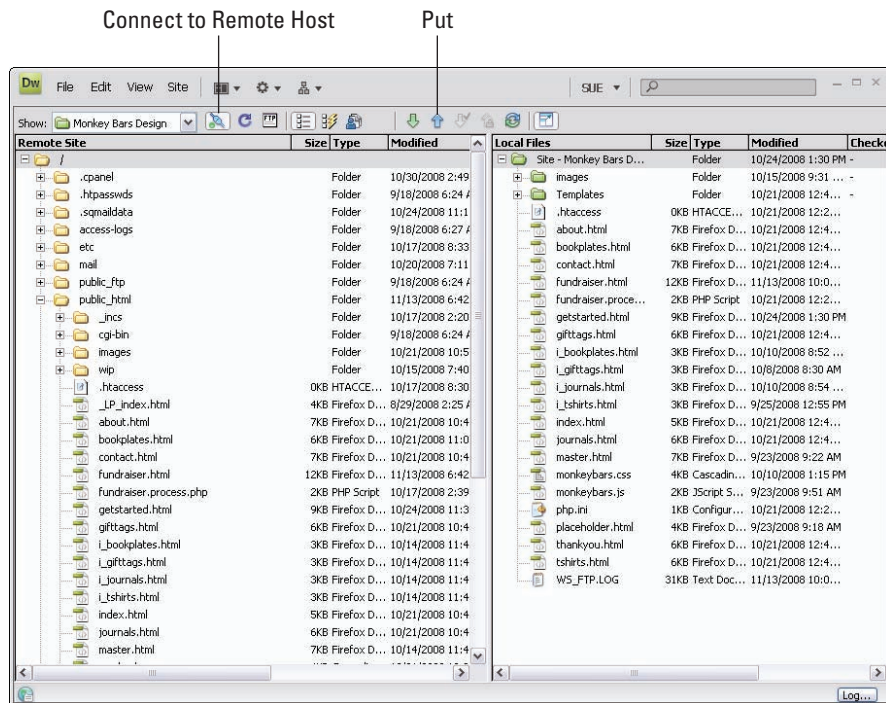 Connect to Remote Host Put
Dw File Edit View Site SUE
Show: Monkey Bars Design FTP
Remote Site Size Type Modified Local Files Size Type Modified Checke
/ Site - Monkey Bars D... Folder 10/24/2008 1:30 PM -
.cpanel Folder 10/30/2008 2:49 images Folder 10/15/2008 9:31 ... -
.htpasswds Folder 9/18/2008 6:24 Templates Folder 10/21/2008 12:4... -
.sqmaildata Folder 10/24/2008 11:1 .htaccess 0KB HTACCE... 10/21/2008 12:2...
access-logs Folder 9/18/2008 6:27 about.html 7KB Firefox D... 10/21/2008 12:4...
etc Folder 10/17/2008 8:33 bookplates.html 6KB Firefox D... 10/21/2008 12:4...
mail Folder 10/20/2008 7:11 contact.html 7KB Firefox D... 10/21/2008 12:4...
public_ftp Folder 9/18/2008 6:24 fundraiser.html 12KB Firefox D... 11/13/2008 10:0...
public_html Folder 11/13/2008 6:42 fundraiser.proce... 2KB PHP Script 10/21/2008 12:2...
_incs Folder 10/17/2008 2:20 getstarted.html 9KB Firefox D... 10/24/2008 1:30 PM
cgi-bin Folder 9/18/2008 6:24 gifttags.html 6KB Firefox D... 10/21/2008 12:4...
images Folder 10/21/2008 10:5 i_bookplates.html 3KB Firefox D... 10/10/2008 8:52 ...
wip Folder 10/15/2008 7:40 i_gifttags.html 3KB Firefox D... 10/8/2008 8:30 AM
.htaccess 0KB HTACCE... 10/17/2008 8:30 i_journals.html 3KB Firefox D... 10/10/2008 8:54 ...
_LP_index.html 4KB Firefox D... 8/29/2008 2:25 i_tshirts.html 3KB Firefox D... 9/25/2008 12:55 PM
about.html 7KB Firefox D... 10/21/2008 10:4 index.html 5KB Firefox D... 10/21/2008 12:4...
bookplates.html 6KB Firefox D... 10/21/2008 11:0 journals.html 6KB Firefox D... 10/21/2008 12:4...
contact.html 7KB Firefox D... 10/21/2008 10:4 master.html 7KB Firefox D... 9/23/2008 9:22 AM
fundraiser.html 12KB Firefox D... 11/13/2008 6:42 monkeybars.css 4KB Cascadin... 10/10/2008 1:15 PM
fundraiser.process.php 2KB PHP Script 10/17/2008 2:39 monkeybars.js 2KB JScript S... 9/23/2008 9:51 AM
getstarted.html 9KB Firefox D... 10/24/2008 11:3 php.ini 1KB Configur... 10/21/2008 12:2...
gifttags.html 6KB Firefox D... 10/21/2008 10:4 placeholder.html 4KB Firefox D... 9/23/2008 9:18 AM
i_bookplates.html 3KB Firefox D... 10/14/2008 11:4 thankyou.html 6KB Firefox D... 10/21/2008 12:4...
i_gifttags.html 3KB Firefox D... 10/14/2008 11:4 tshirts.html 6KB Firefox D... 10/21/2008 12:4...
i_journals.html 3KB Firefox D... 10/14/2008 11:4 WS_FTP.LOG 31KB Text Doc... 11/13/2008 10:0...
i_tshirts.html 3KB Firefox D... 10/14/2008 11:4
index.html 5KB Firefox D... 10/21/2008 10:4
journals.html 6KB Firefox D... 10/21/2008 10:4
master.html 7KB Firefox D... 10/14/2008 11:4
Log...